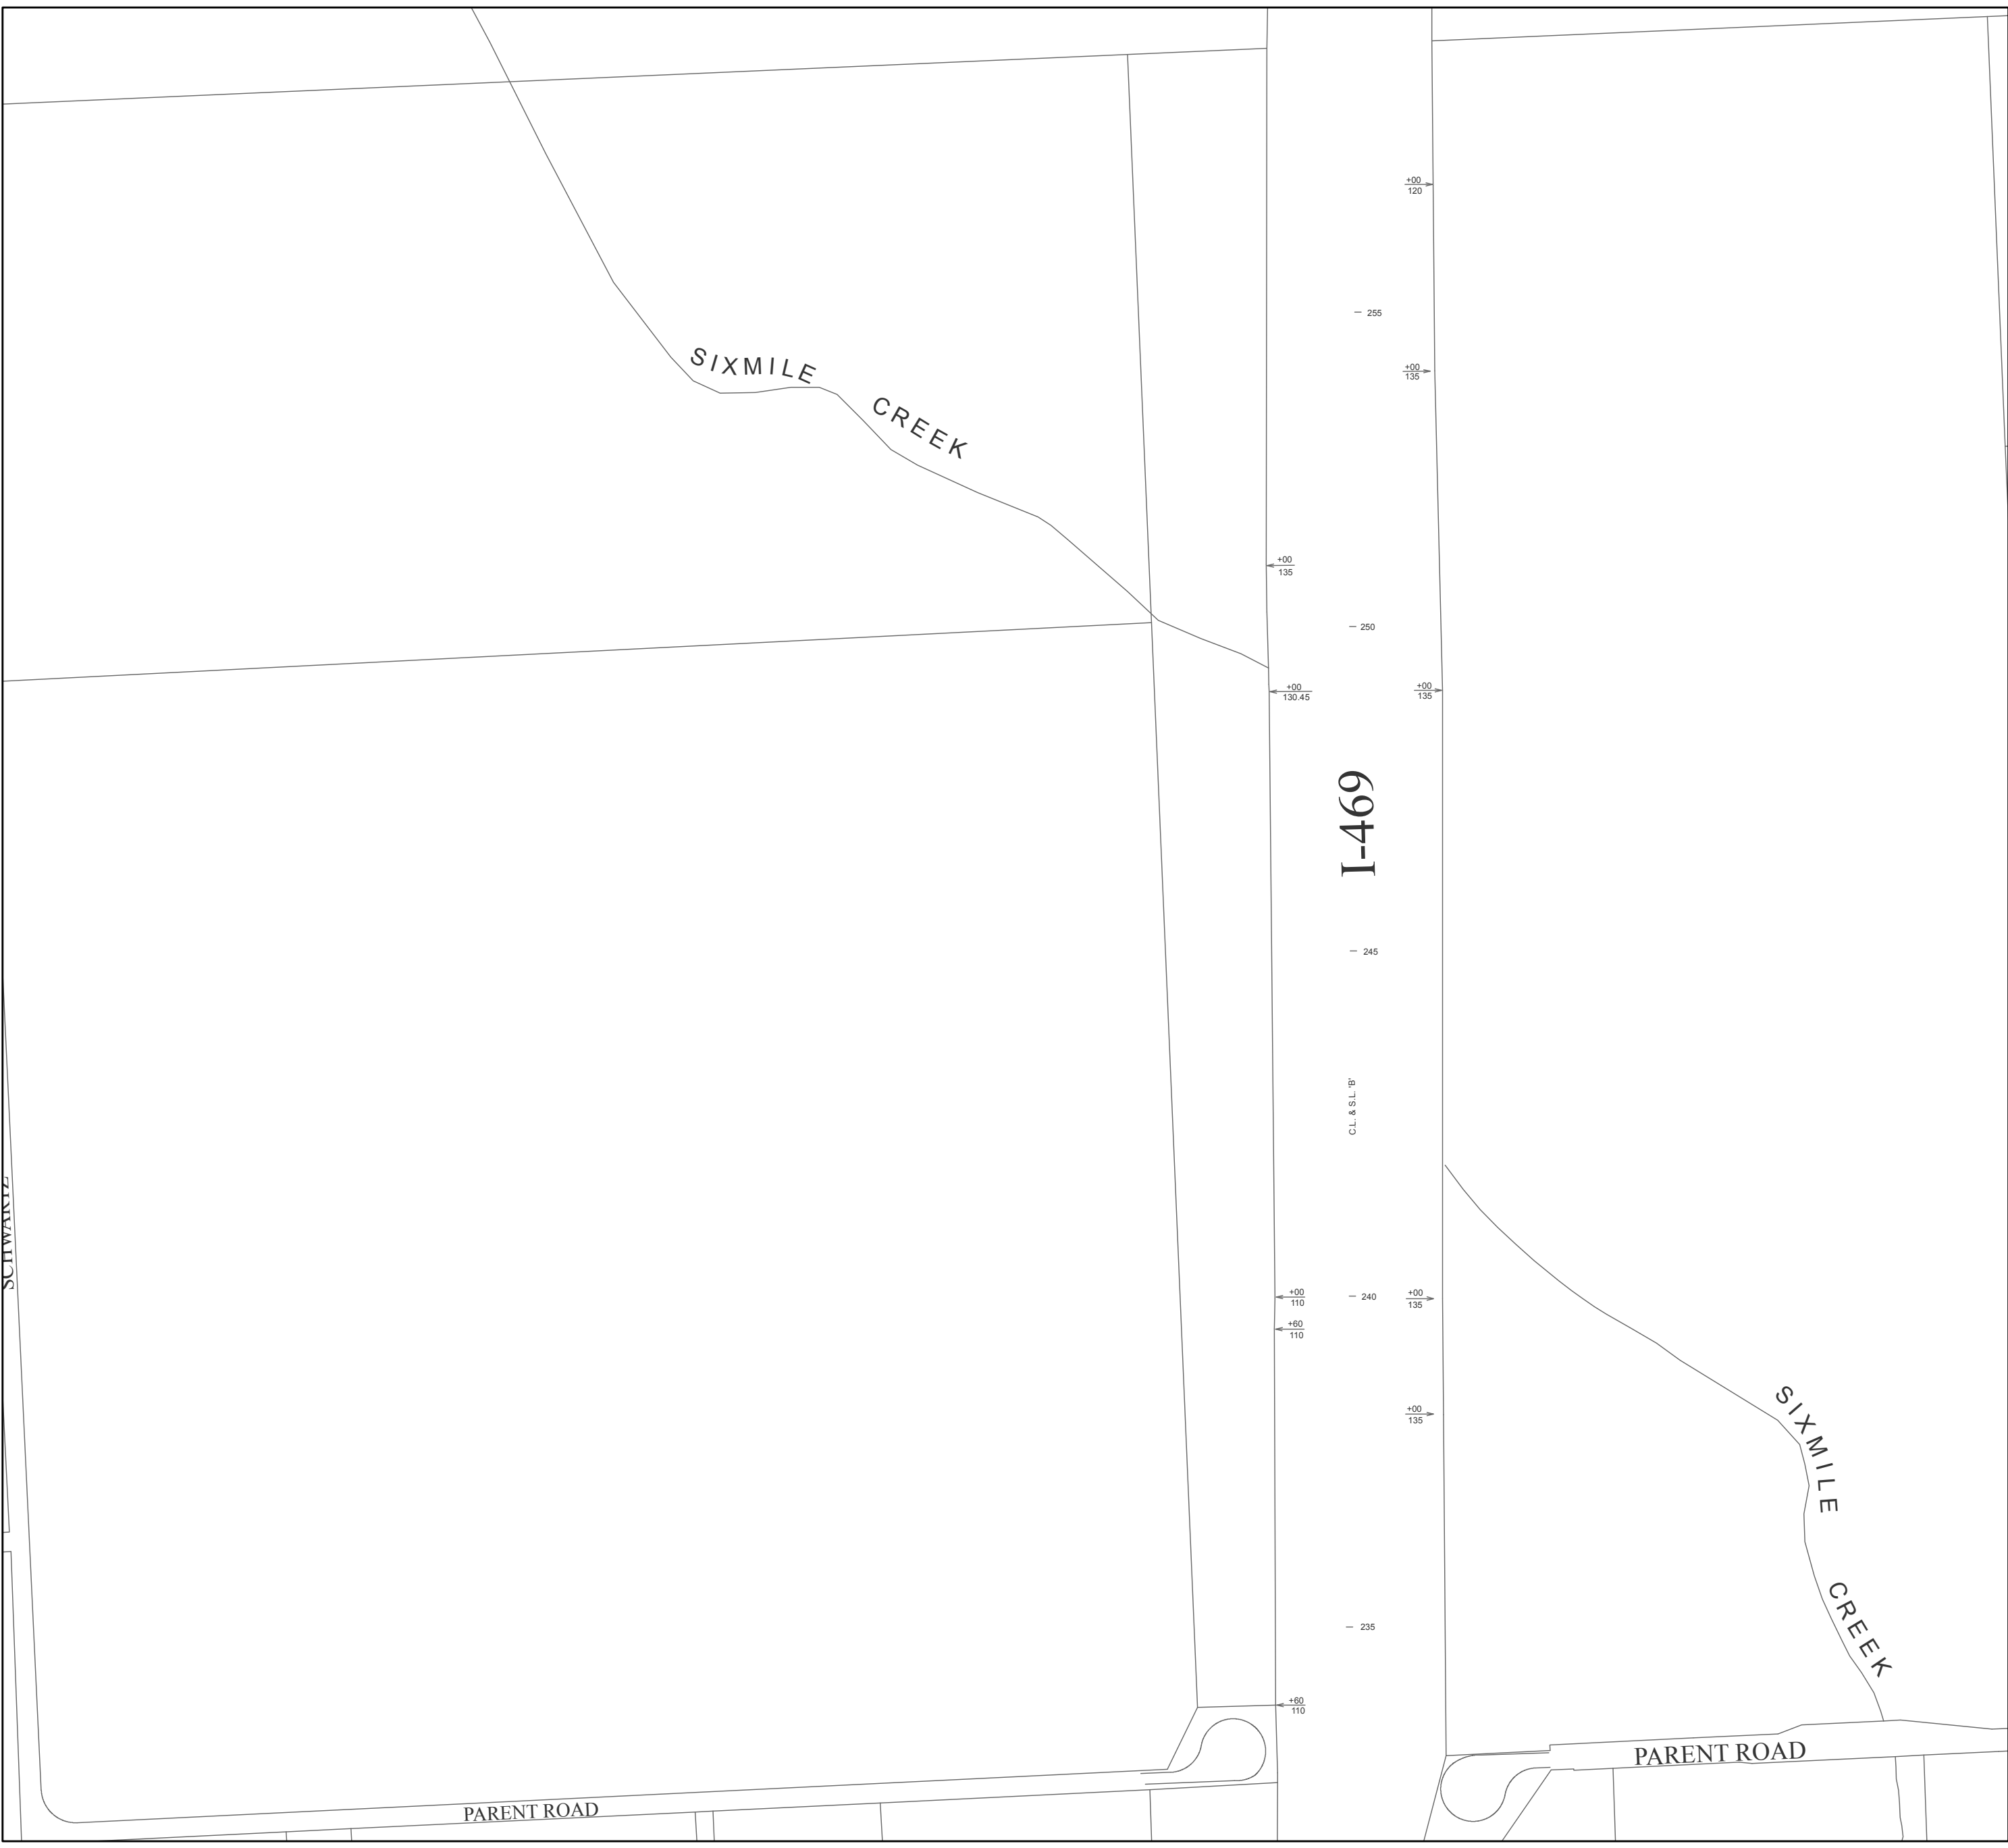 +00
120
255
+00
135
SIXMILE
CREEK
+00
135
250
+00
130.45
+00
135
I-469
245
C.L. & S.L. 'B'
SCHWARTZ
+00
110
240
+00
135
+60
110
+00
135
SIXMILE
CREEK
235
+60
110
PARENT ROAD
PARENT ROAD